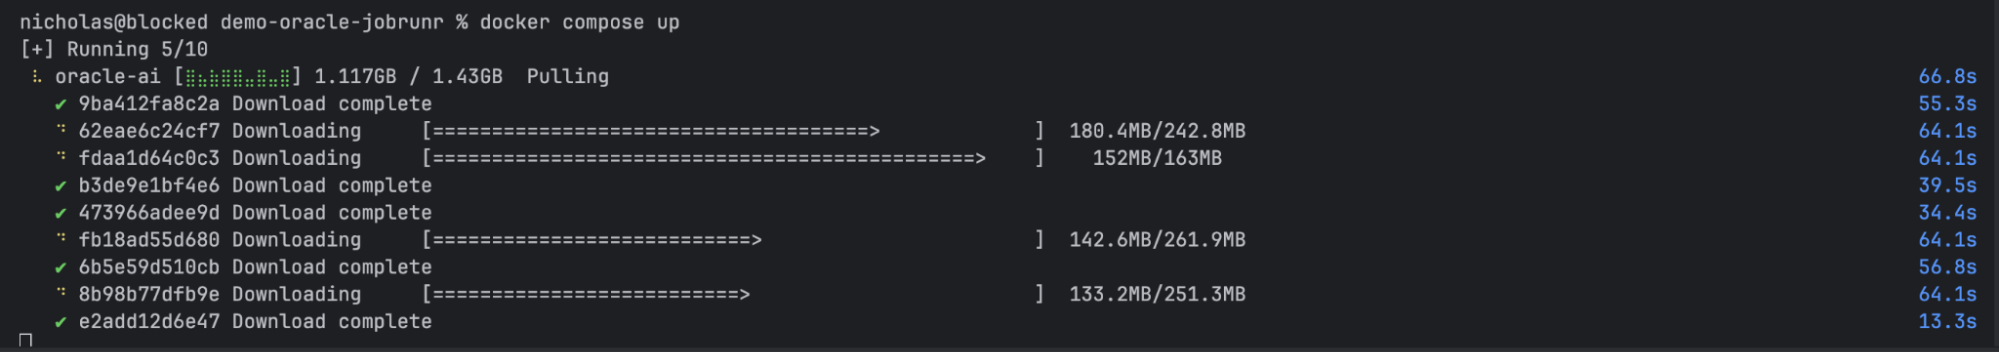 nicholas@blocked demo-oracle-jobrunr % docker compose up
[+] Running 5/10
⠧ oracle-ai [⣿⣦⣷⣿⣿⣤⣿⣤⣿] 1.117GB / 1.43GB Pulling 66.8s
✔ 9ba412fa8c2a Download complete 55.3s
⠙ 62eae6c24cf7 Downloading [=====================================> ] 180.4MB/242.8MB 64.1s
⠙ fdaa1d64c0c3 Downloading [==============================================> ] 152MB/163MB 64.1s
✔ b3de9e1bf4e6 Download complete 39.5s
✔ 473966adee9d Download complete 34.4s
⠙ fb18ad55d680 Downloading [===========================> ] 142.6MB/261.9MB 64.1s
✔ 6b5e59d510cb Download complete 56.8s
⠙ 8b98b77dfb9e Downloading [==========================> ] 133.2MB/251.3MB 64.1s
✔ e2add12d6e47 Download complete 13.3s